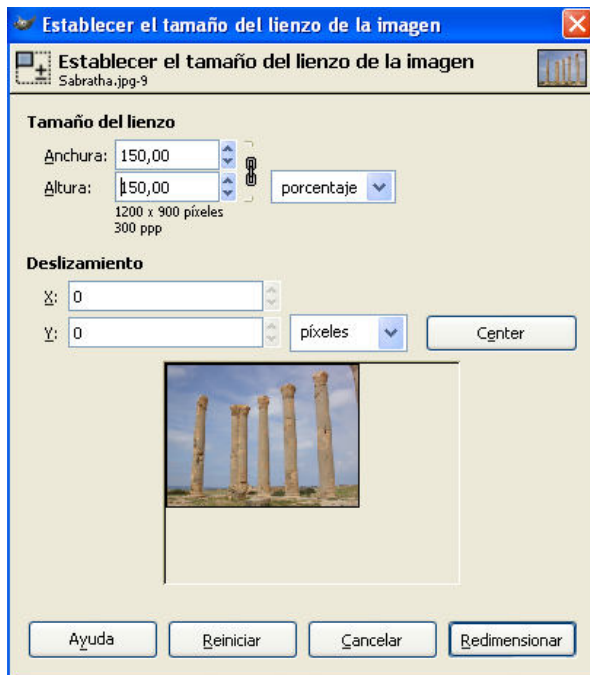 Establecer el tamaño del lienzo de la imagen
Establecer el tamaño del lienzo de la imagen
Sabratha.jpg-9
Tamaño del lienzo
Anchura: 150,00
Altura: 150,00 porcentaje
1200 x 900 píxeles
300 ppp
Deslizamiento
X: 0
Y: 0 píxeles Center
Ayuda Reiniciar Cancelar Redimensionar